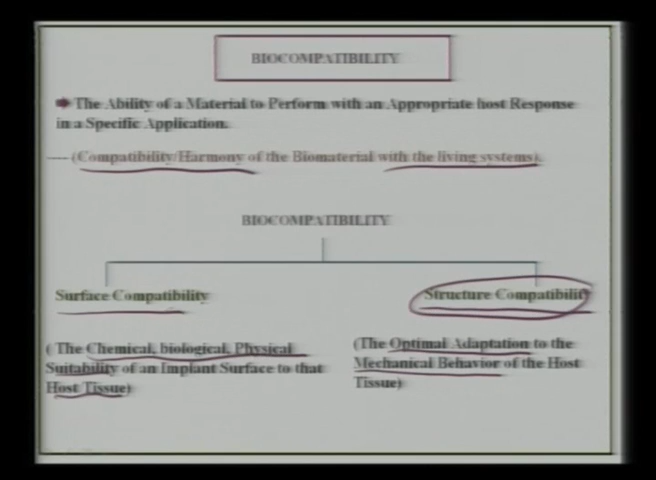 BIOCOMPATIBILITY
The Ability of a Material to Perform with an Appropriate host Response
in a Specific Application.
(Compatibility/Harmony of the Biomaterial with the living systems).
BIOCOMPATIBILITY
Surface Compatibility
Structure Compatibility
( The Chemical, biological, Physical
Suitability of an Implant Surface to that
Host Tissue)
(The Optimal Adaptation to the
Mechanical Behavior of the Host
Tissue)